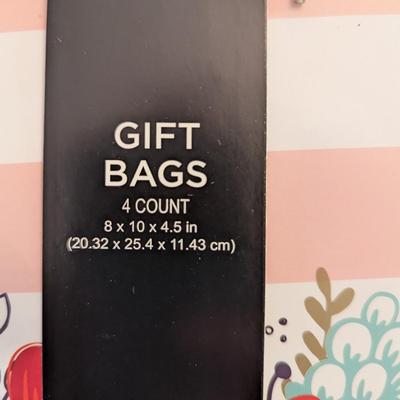 GIFT
BAGS
4 COUNT
8 x 10 x 4.5 in
(20.32 x 25.4 x 11.43 cm)